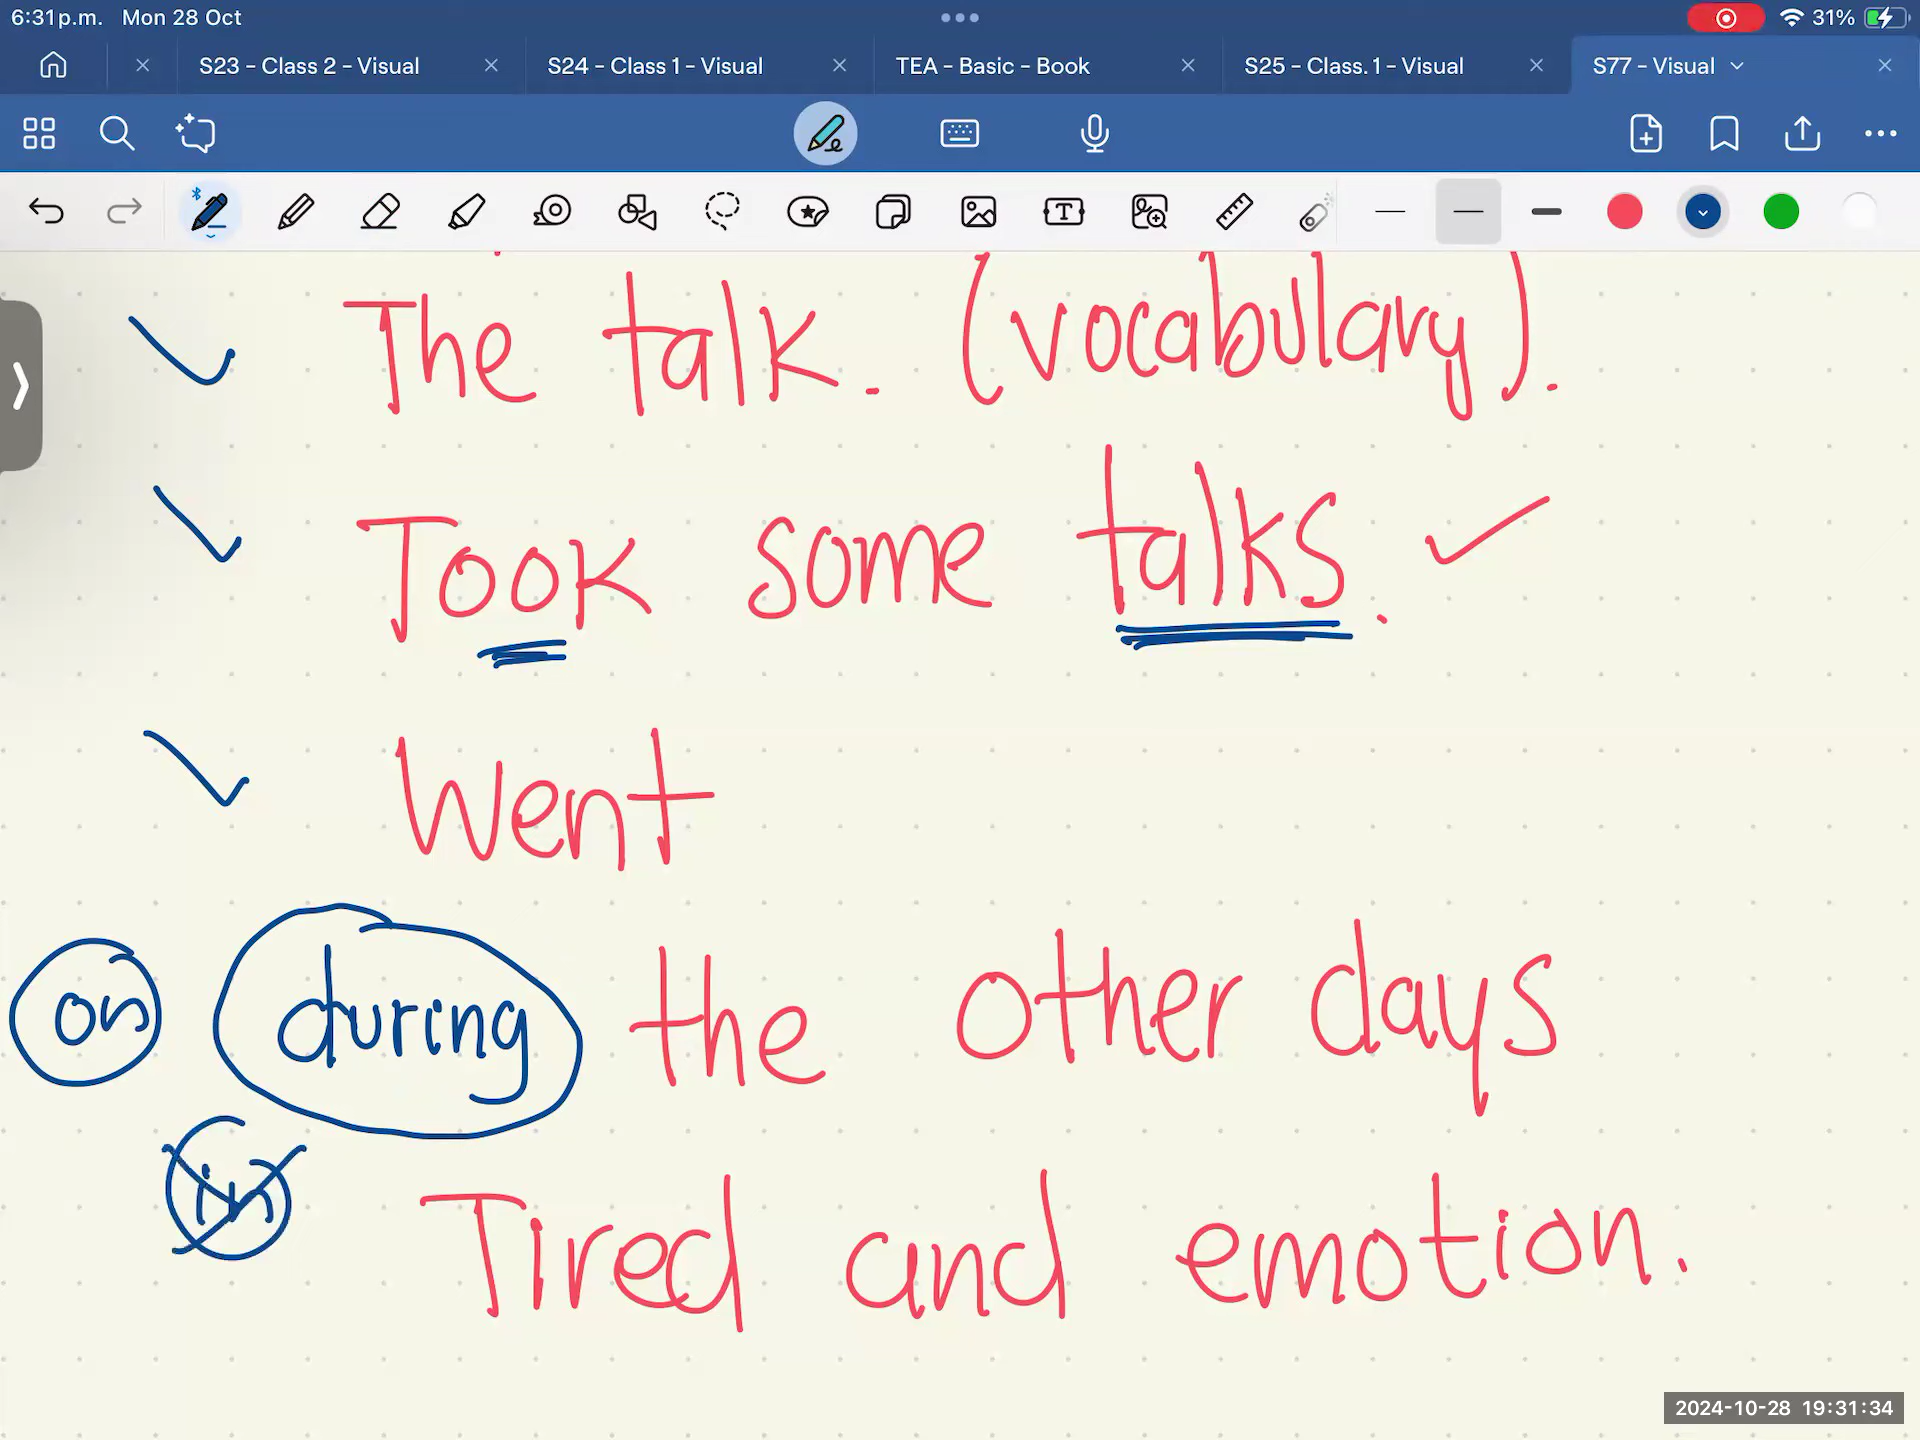 6:31p.m. Mon 28 Oct
31%
S23 - Class 2 - Visual
S24 - Class 1 - Visual
TEA - Basic - Book
S25 - Class. 1 - Visual
S77 - Visual
The talk. (vocabulary).
Took some talks.
Went
on during the other days
in
Tired and emotion.
2024-10-28 19:31:34